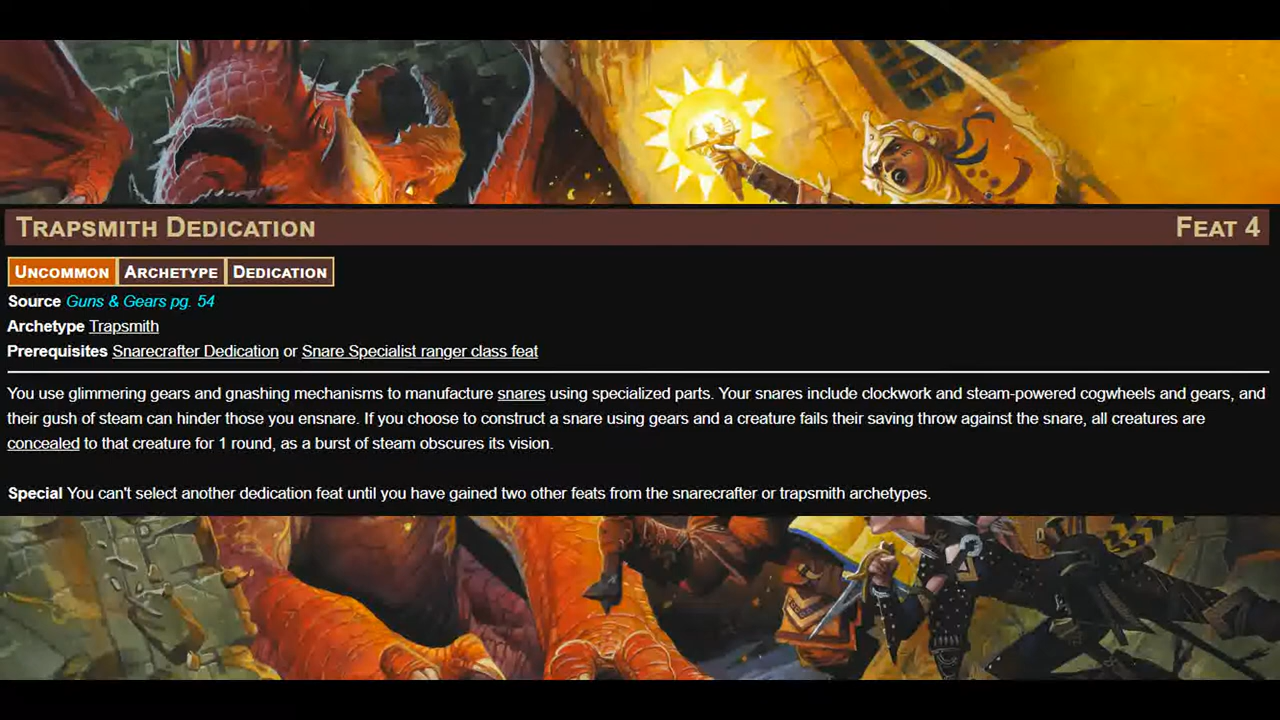 Trapsmith Dedication Feat 4
Uncommon Archetype Dedication
Source Guns & Gears pg. 54
Archetype Trapsmith
Prerequisites Snarecrafter Dedication or Snare Specialist ranger class feat
You use glimmering gears and gnashing mechanisms to manufacture snares using specialized parts. Your snares include clockwork and steam-powered cogwheels and gears, and
their gush of steam can hinder those you ensnare. If you choose to construct a snare using gears and a creature fails their saving throw against the snare, all creatures are
concealed to that creature for 1 round, as a burst of steam obscures its vision.
Special You can't select another dedication feat until you have gained two other feats from the snarecrafter or trapsmith archetypes.